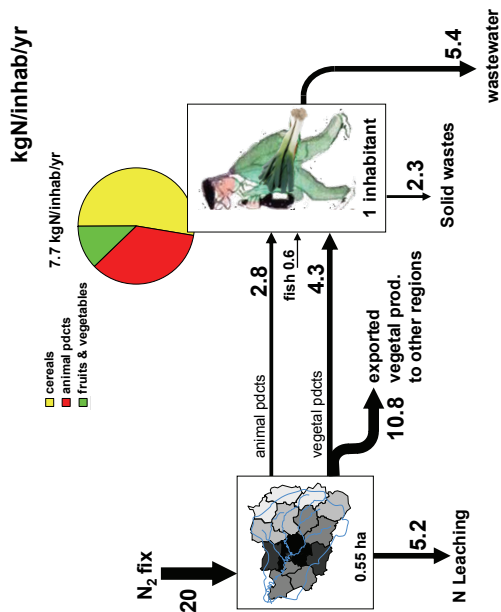 kgN/inhab/yr
7.7 kgN/inhab/yr
cereals
animal pdcts
fruits & vegetables
N₂ fix
20
animal pdcts
2.8
fish 0.6
vegetal pdcts
4.3
1 inhabitant
0.55 ha
exported
vegetal prod.
to other regions
10.8
5.2
N Leaching
2.3
Solid wastes
5.4
wastewater